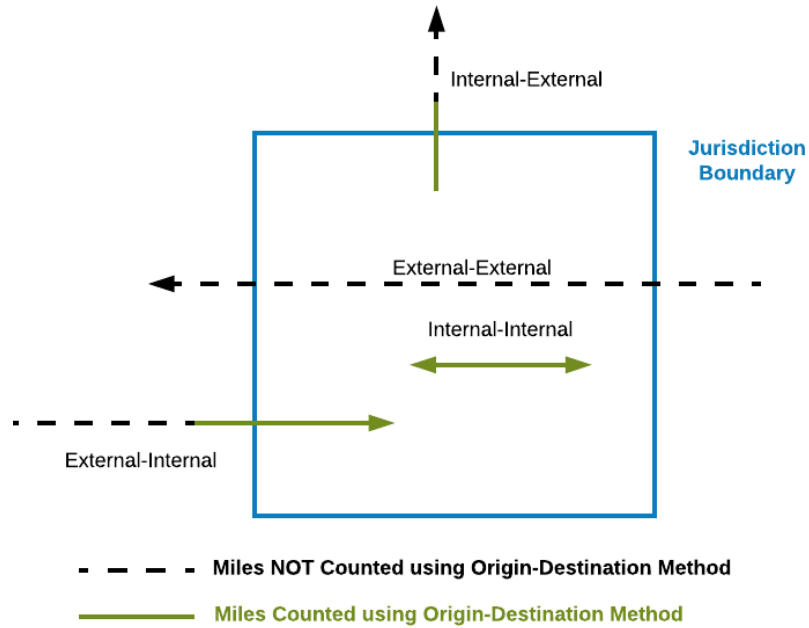 Internal-External
Jurisdiction
Boundary
External-External
Internal-Internal
External-Internal
Miles NOT Counted using Origin-Destination Method
Miles Counted using Origin-Destination Method